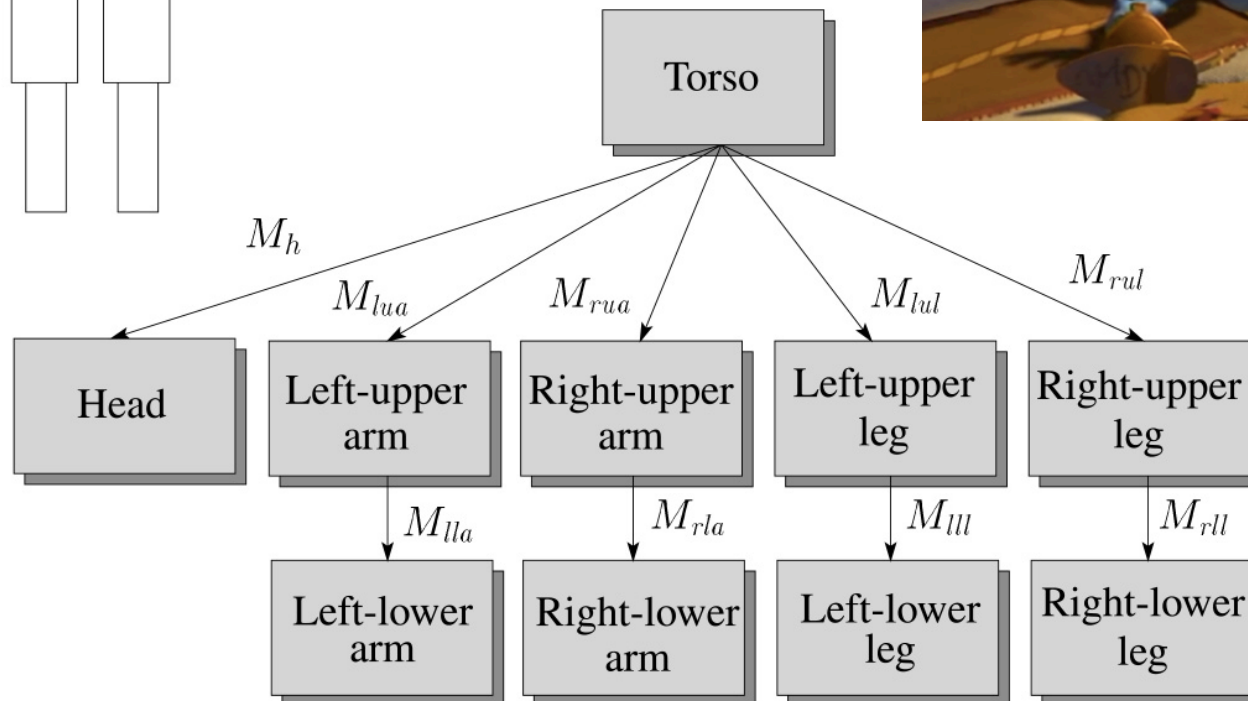 Torso
M_h
M_lua
M_rua
M_lul
M_rul
Head
Left-upper
arm
Right-upper
arm
Left-upper
leg
Right-upper
leg
M_lla
M_rla
M_lll
M_rll
Left-lower
arm
Right-lower
arm
Left-lower
leg
Right-lower
leg